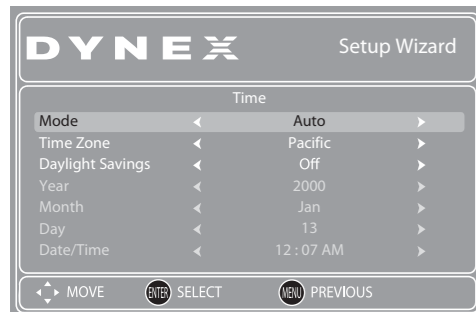 DYNEX Setup Wizard
Time
Mode Auto
Time Zone Pacific
Daylight Savings Off
Year 2000
Month Jan
Day 13
Date/Time 12 : 07 AM
MOVE ENTER SELECT MENU PREVIOUS